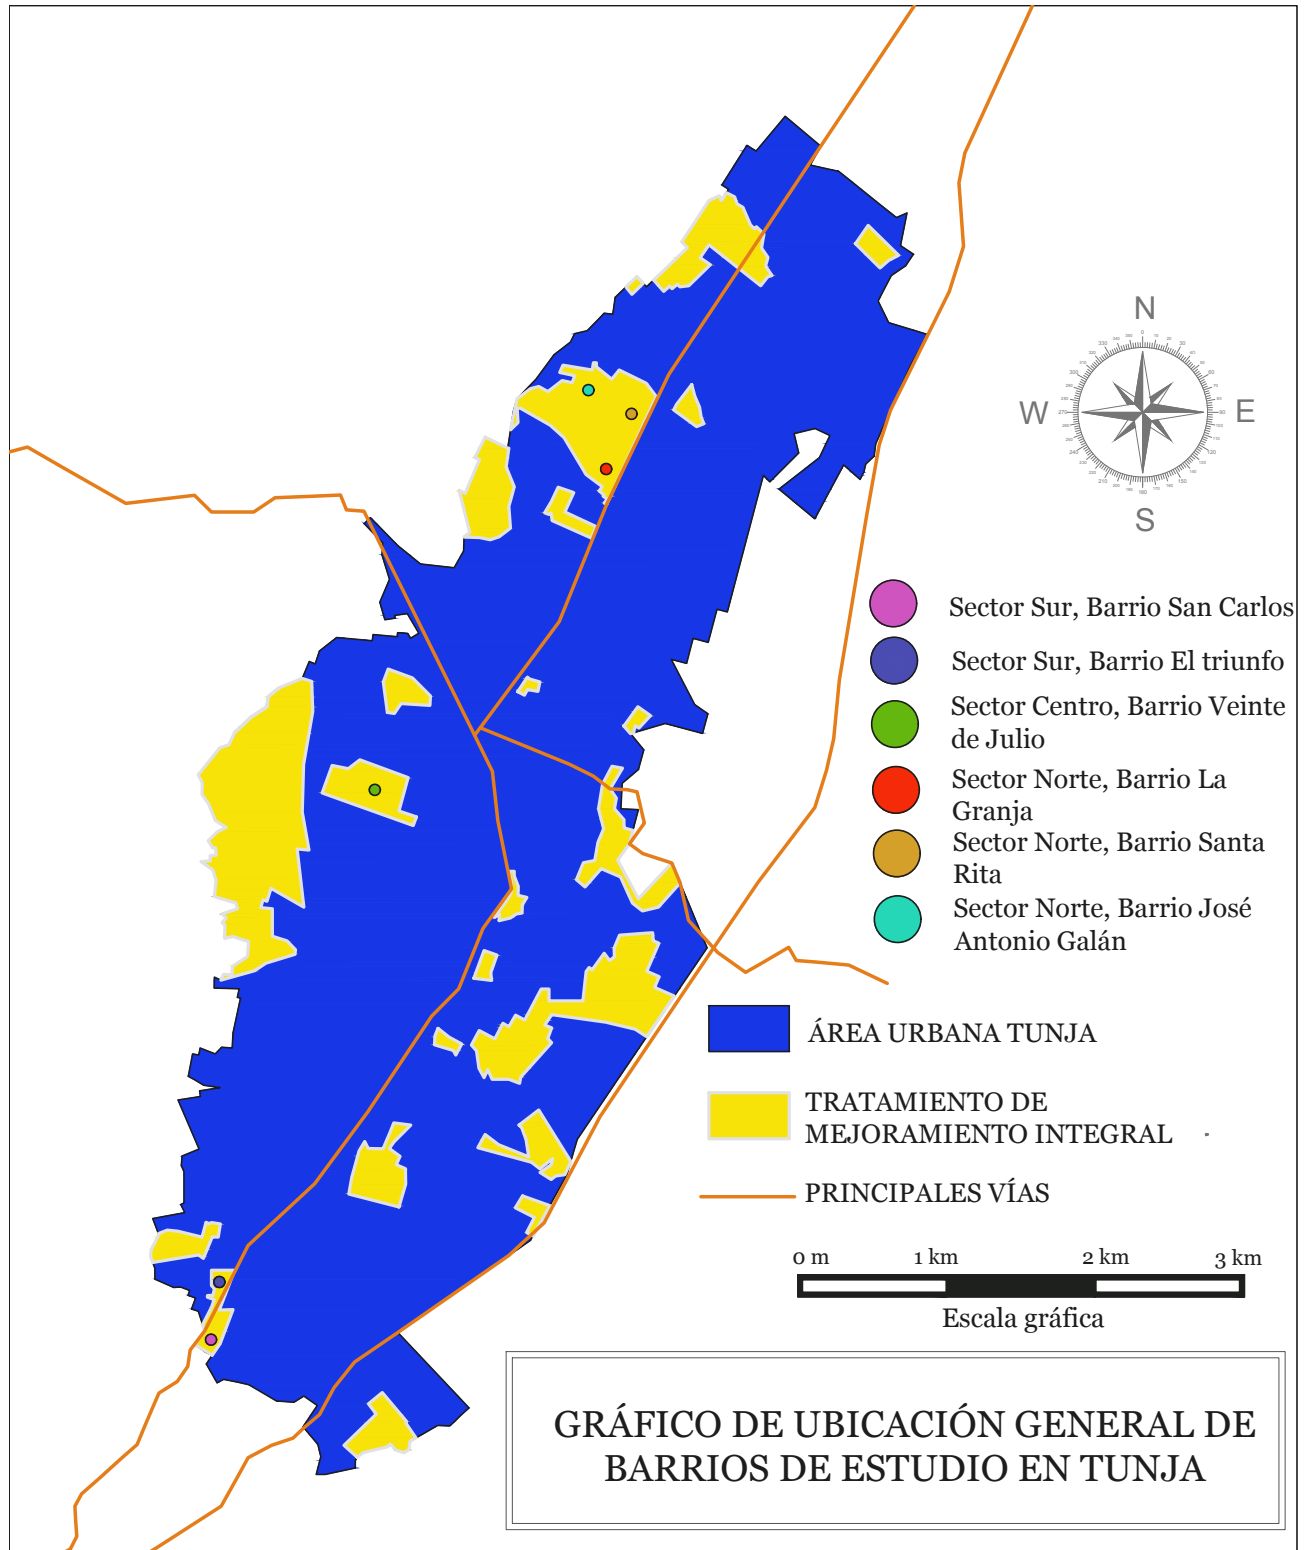 N
W
E
S
Sector Sur, Barrio San Carlos
Sector Sur, Barrio El triunfo
Sector Centro, Barrio Veinte
de Julio
Sector Norte, Barrio La
Granja
Sector Norte, Barrio Santa
Rita
Sector Norte, Barrio José
Antonio Galán
ÁREA URBANA TUNJA
TRATAMIENTO DE
MEJORAMIENTO INTEGRAL
PRINCIPALES VÍAS
0 m 1 km 2 km 3 km
Escala gráfica
GRÁFICO DE UBICACIÓN GENERAL DE
BARRIOS DE ESTUDIO EN TUNJA